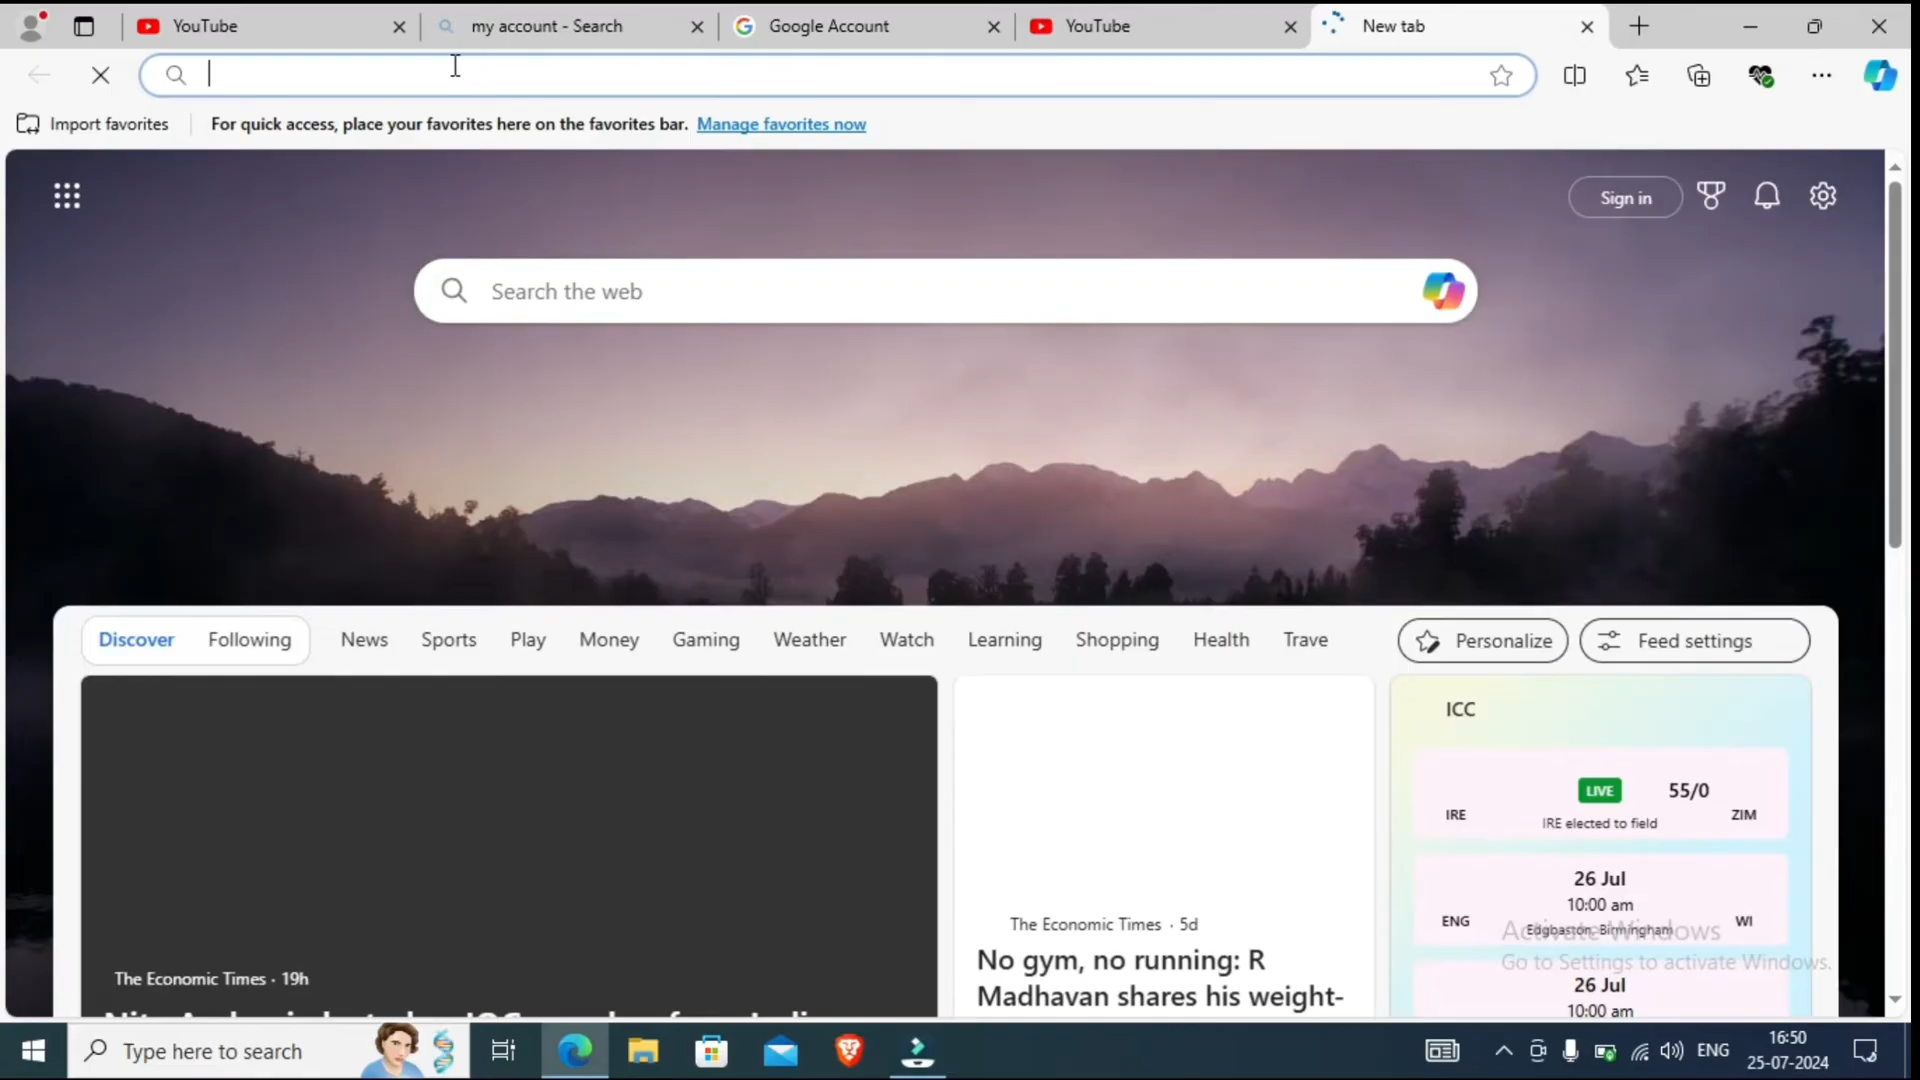 YouTube
my account - Search
Google Account
YouTube
New tab
Import favorites
For quick access, place your favorites here on the favorites bar. Manage favorites now
Sign in
Search the web
Discover Following News Sports Play Money Gaming Weather Watch Learning Shopping Health Trave
Personalize
Feed settings
The Economic Times · 19h
The Economic Times · 5d
No gym, no running: R
Madhavan shares his weight-
ICC
LIVE 55/0
IRE ZIM
IRE elected to field
26 Jul
10:00 am
ENG Edgbaston, Birmingham WI
26 Jul
10:00 am
Activate Windows
Go to Settings to activate Windows.
Type here to search
ENG
16:50
25-07-2024